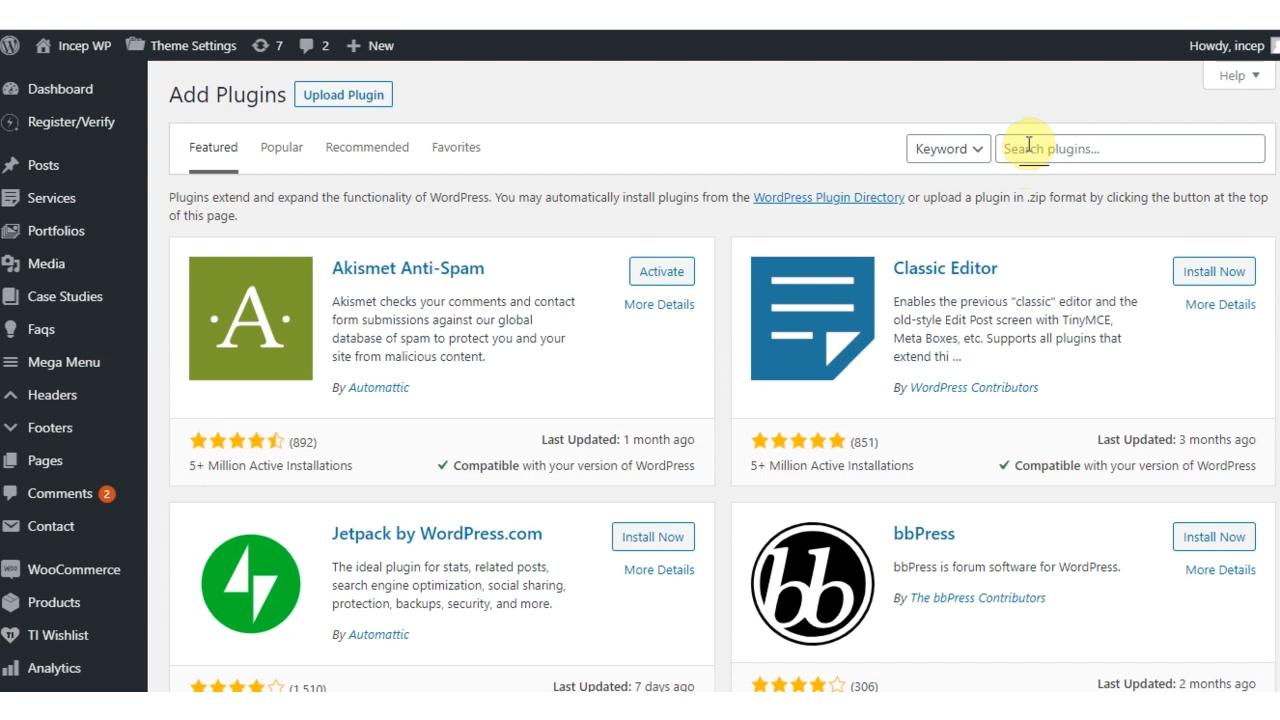 Incep WP Theme Settings 7 2 New Howdy, incep
Help
Dashboard
Register/Verify
Posts
Services
Portfolios
Media
Case Studies
Faqs
Mega Menu
Headers
Footers
Pages
Comments 2
Contact
WooCommerce
Products
TI Wishlist
Analytics
Add Plugins Upload Plugin
Featured Popular Recommended Favorites Keyword Search plugins...
Plugins extend and expand the functionality of WordPress. You may automatically install plugins from the WordPress Plugin Directory or upload a plugin in .zip format by clicking the button at the top
of this page.
A
Akismet Anti-Spam
Activate
More Details
Akismet checks your comments and contact
form submissions against our global
database of spam to protect you and your
site from malicious content.
By Automattic
(892) Last Updated: 1 month ago
5+ Million Active Installations Compatible with your version of WordPress
Classic Editor
Install Now
More Details
Enables the previous "classic" editor and the
old-style Edit Post screen with TinyMCE,
Meta Boxes, etc. Supports all plugins that
extend thi ...
By WordPress Contributors
(851) Last Updated: 3 months ago
5+ Million Active Installations Compatible with your version of WordPress
Jetpack by WordPress.com
Install Now
More Details
The ideal plugin for stats, related posts,
search engine optimization, social sharing,
protection, backups, security, and more.
By Automattic
(1,510) Last Updated: 7 days ago
bb
bbPress
Install Now
More Details
bbPress is forum software for WordPress.
By The bbPress Contributors
(306) Last Updated: 2 months ago